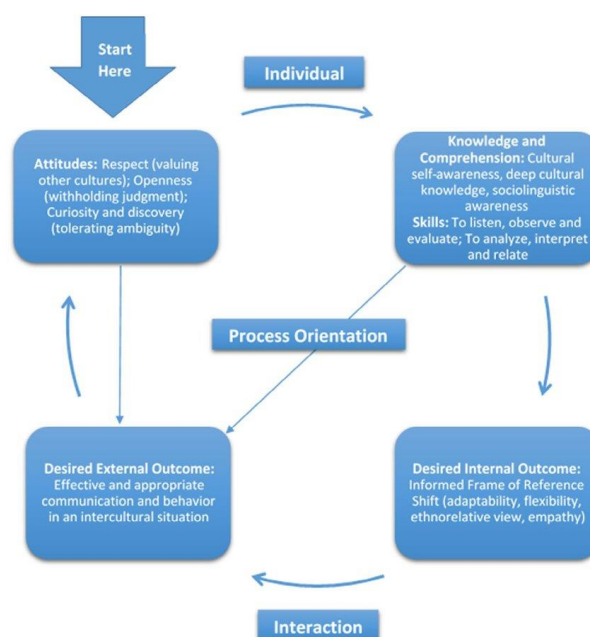 Start
Here
Individual
Attitudes: Respect (valuing
other cultures); Openness
(withholding judgment);
Curiosity and discovery
(tolerating ambiguity)
Knowledge and
Comprehension: Cultural
self-awareness, deep cultural
knowledge, sociolinguistic
awareness
Skills: To listen, observe and
evaluate; To analyze, interpret
and relate
Process Orientation
Desired External Outcome:
Effective and appropriate
communication and behavior
in an intercultural situation
Desired Internal Outcome:
Informed Frame of Reference
Shift (adaptability, flexibility,
ethnorelative view, empathy)
Interaction